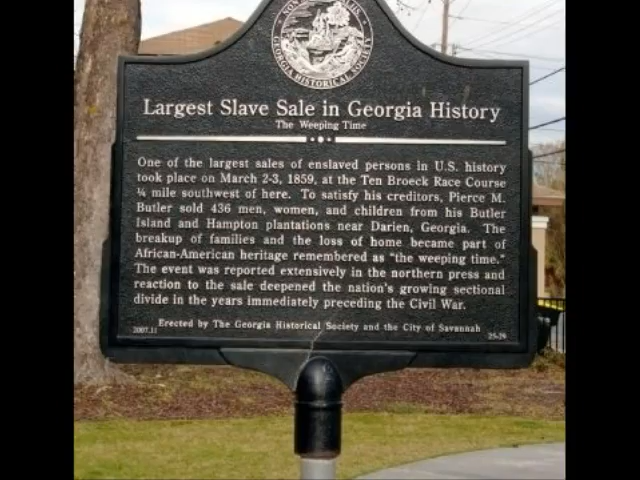 GEORGIA HISTORICAL SOCIETY
Largest Slave Sale in Georgia History
The Weeping Time
One of the largest sales of enslaved persons in U.S. history
took place on March 2-3, 1859, at the Ten Broeck Race Course
¼ mile southwest of here. To satisfy his creditors, Pierce M.
Butler sold 436 men, women, and children from his Butler
Island and Hampton plantations near Darien, Georgia. The
breakup of families and the loss of home became part of
African-American heritage remembered as "the weeping time."
The event was reported extensively in the northern press and
reaction to the sale deepened the nation's growing sectional
divide in the years immediately preceding the Civil War.
Erected by The Georgia Historical Society and the City of Savannah
2007.11
25-28